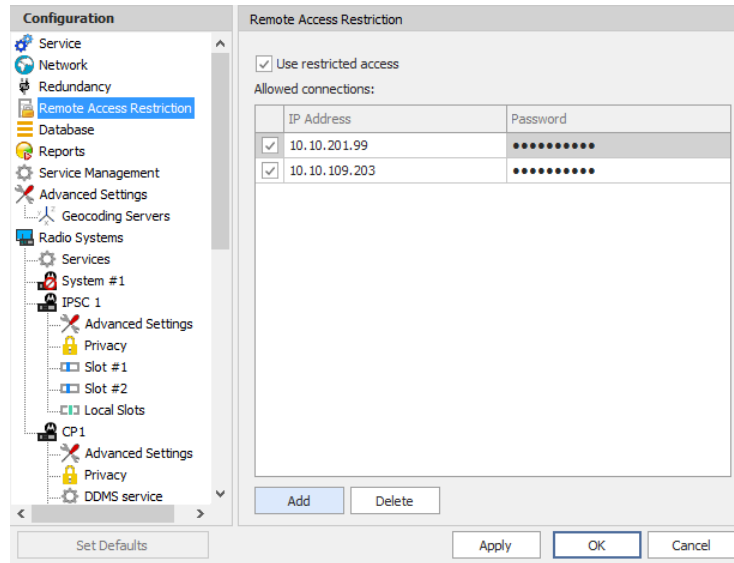 Configuration
Service
Network
Redundancy
Remote Access Restriction
Database
Reports
Service Management
Advanced Settings
Geocoding Servers
Radio Systems
Services
System #1
IPSC 1
Advanced Settings
Privacy
Slot #1
Slot #2
Local Slots
CP1
Advanced Settings
Privacy
DDMS service
Set Defaults
Remote Access Restriction
Use restricted access
Allowed connections:
IP Address Password
10.10.201.99 ●●●●●●●●●●
10.10.109.203 ●●●●●●●●●●
Add Delete
Apply OK Cancel